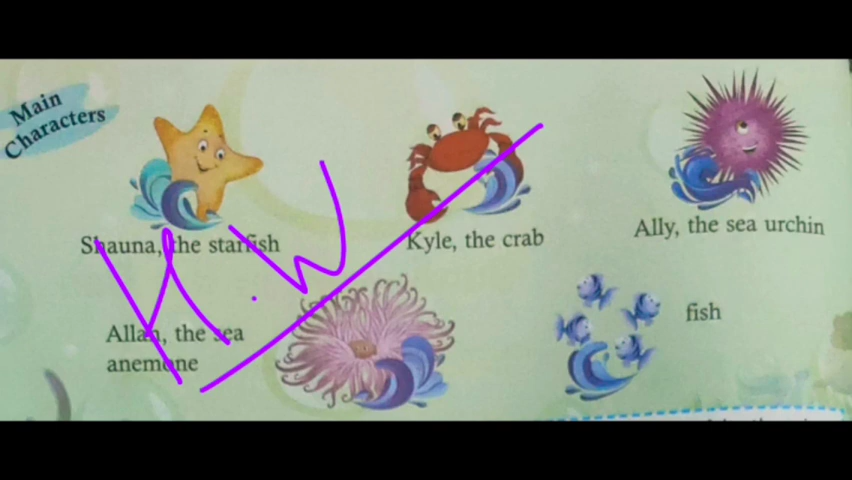 Main
Characters
Shauna, the starfish
Kyle, the crab
Ally, the sea urchin
Allan, the sea
anemone
fish
H.W